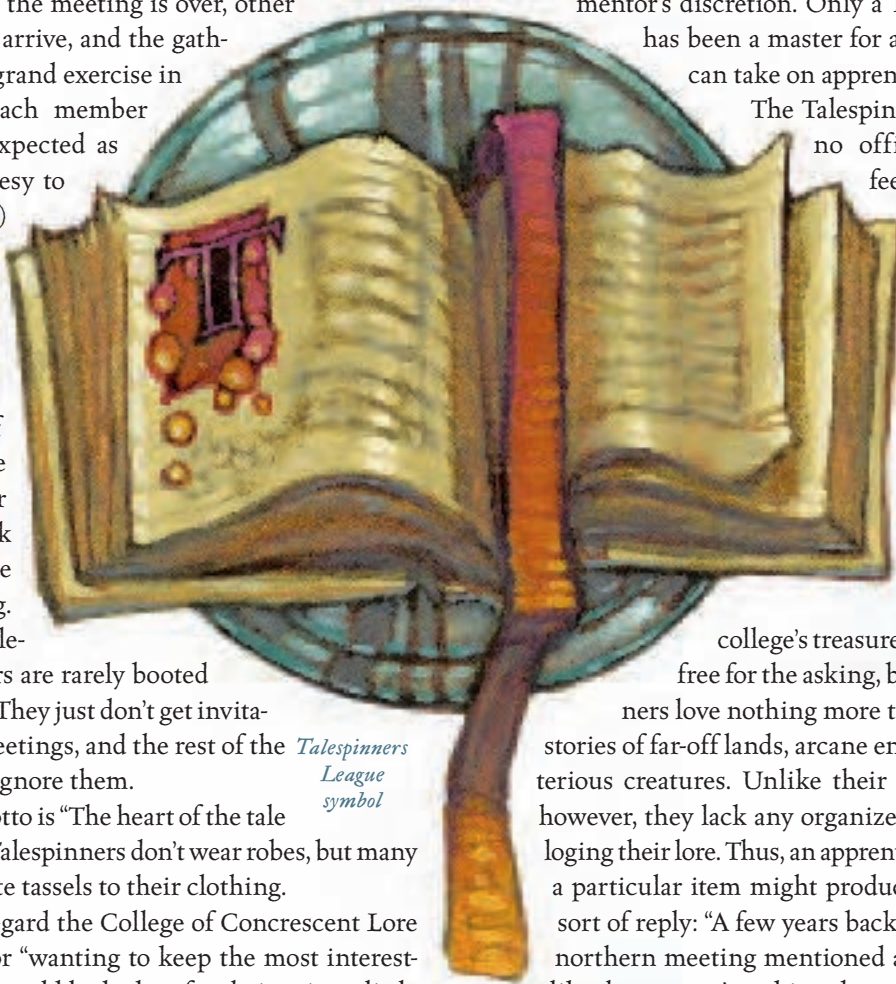 the meeting is over, other
arrive, and the gath-
grand exercise in
ach member
xpected as
esy to
)
f
e
r
k
e
g.
le-
rs are rarely booted
They just don't get invita-
eetings, and the rest of the
gnore them.
otto is "The heart of the tale
Talespinners don't wear robes, but many
te tassels to their clothing.
egard the College of Concrescent Lore
or "wanting to keep the most interest-
T
Talespinners
League
symbol
mentor's discretion. Only a
has been a master for a
can take on appren
The Talespin
no offi
fee
college's treasure
free for the asking, b
ners love nothing more t
stories of far-off lands, arcane en
terious creatures. Unlike their
however, they lack any organize
loging their lore. Thus, an apprent
a particular item might produc
sort of reply: "A few years back
northern meeting mentioned a